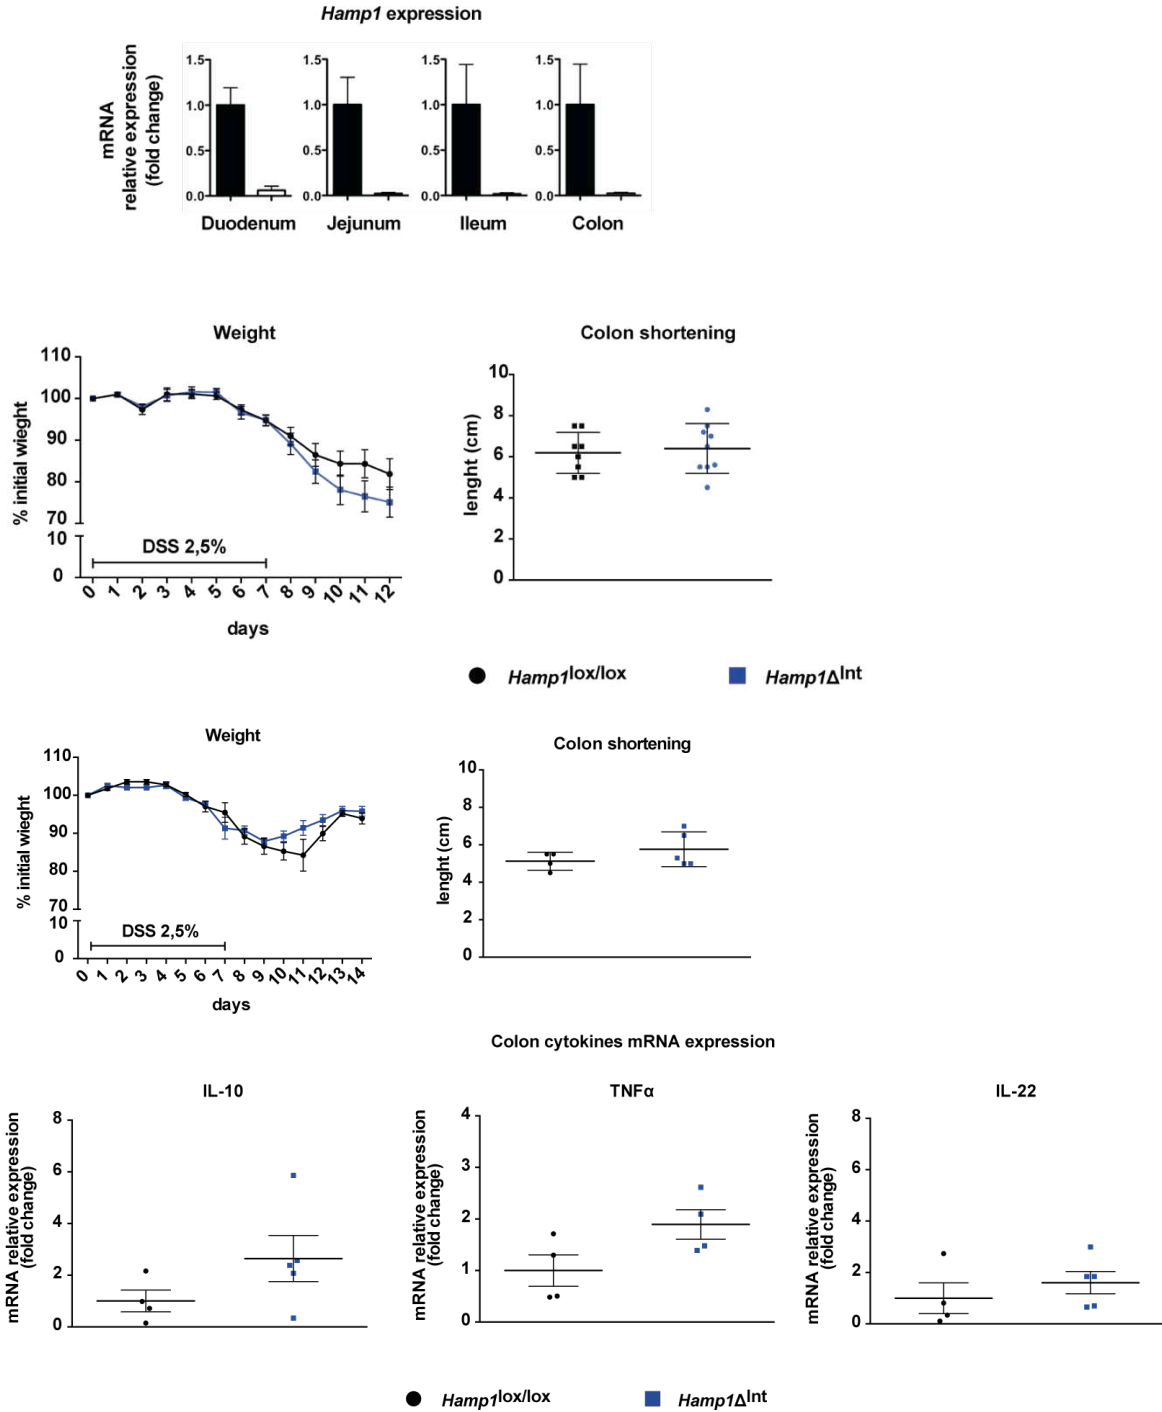 Hamp1 expression
mRNA
relative expression
(fold change)
1.5
1.0
0.5
0.0
1.5
1.0
0.5
0.0
1.5
1.0
0.5
0.0
1.5
1.0
0.5
0.0
Duodenum
Jejunum
Ileum
Colon
Weight
% initial wieght
110
100
90
80
70
10
0
DSS 2,5%
0 1 2 3 4 5 6 7 8 9 10 11 12
days
Colon shortening
lenght (cm)
10
8
6
4
2
0
Hamp1lox/lox
Hamp1ΔInt
Weight
% initial wieght
110
100
90
80
70
10
0
DSS 2,5%
0 1 2 3 4 5 6 7 8 9 10 11 12 13 14
days
Colon shortening
lenght (cm)
10
8
6
4
2
0
Colon cytokines mRNA expression
IL-10
mRNA relative expression
(fold change)
8
6
4
2
0
TNFα
mRNA relative expression
(fold change)
4
3
2
1
0
IL-22
mRNA relative expression
(fold change)
8
6
4
2
0
Hamp1lox/lox
Hamp1ΔInt